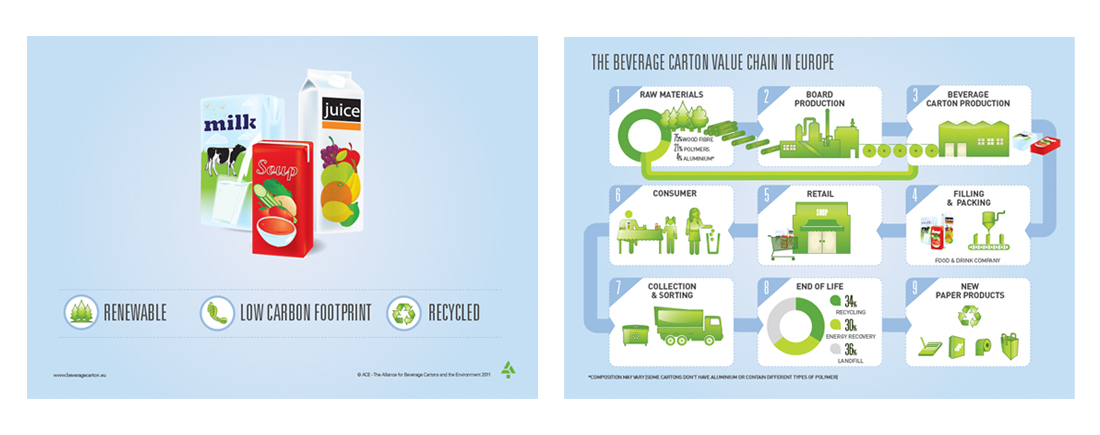 milk
juice
Soup
RENEWABLE
LOW CARBON FOOTPRINT
RECYCLED
www.beveragecarton.eu
© ACE - The Alliance for Beverage Cartons and the Environment 2011
THE BEVERAGE CARTON VALUE CHAIN IN EUROPE
1
RAW MATERIALS
75% WOOD FIBRE
21% POLYMERS
4% ALUMINIUM*
2
BOARD
PRODUCTION
3
BEVERAGE
CARTON PRODUCTION
6
CONSUMER
5
RETAIL
SHOP
4
FILLING
& PACKING
FOOD & DRINK COMPANY
7
COLLECTION
& SORTING
8
END OF LIFE
34%
RECYCLING
30%
ENERGY RECOVERY
36%
LANDFILL
9
NEW
PAPER PRODUCTS
*COMPOSITION MAY VARY (SOME CARTONS DON'T HAVE ALUMINIUM OR CONTAIN DIFFERENT TYPES OF POLYMER)